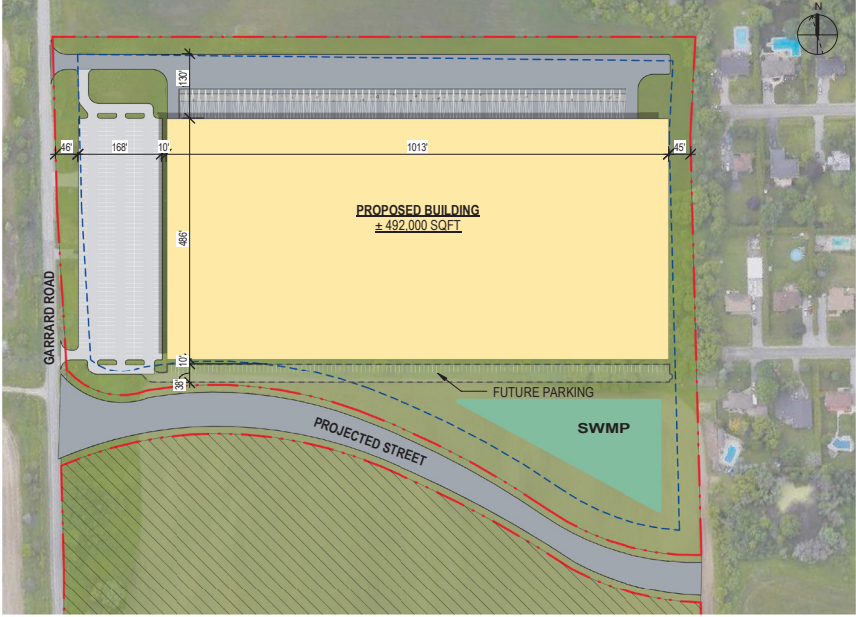 N
130'
46'
168'
10'
1013'
45'
PROPOSED BUILDING
± 492,000 SQFT
486'
GARRARD ROAD
10'
38'
FUTURE PARKING
SWMP
PROJECTED STREET